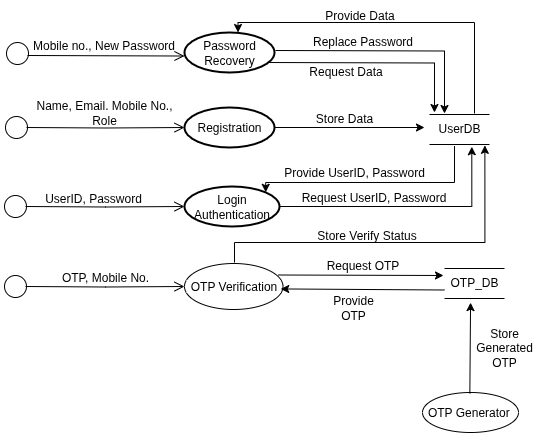 Provide Data
Mobile no., New Password
Password
Recovery
Replace Password
Request Data
Name, Email. Mobile No.,
Role
Registration
Store Data
UserDB
Provide UserID, Password
UserID, Password
Login
Authentication
Request UserID, Password
Store Verify Status
OTP, Mobile No.
OTP Verification
Request OTP
OTP_DB
Provide
OTP
Store
Generated
OTP
OTP Generator